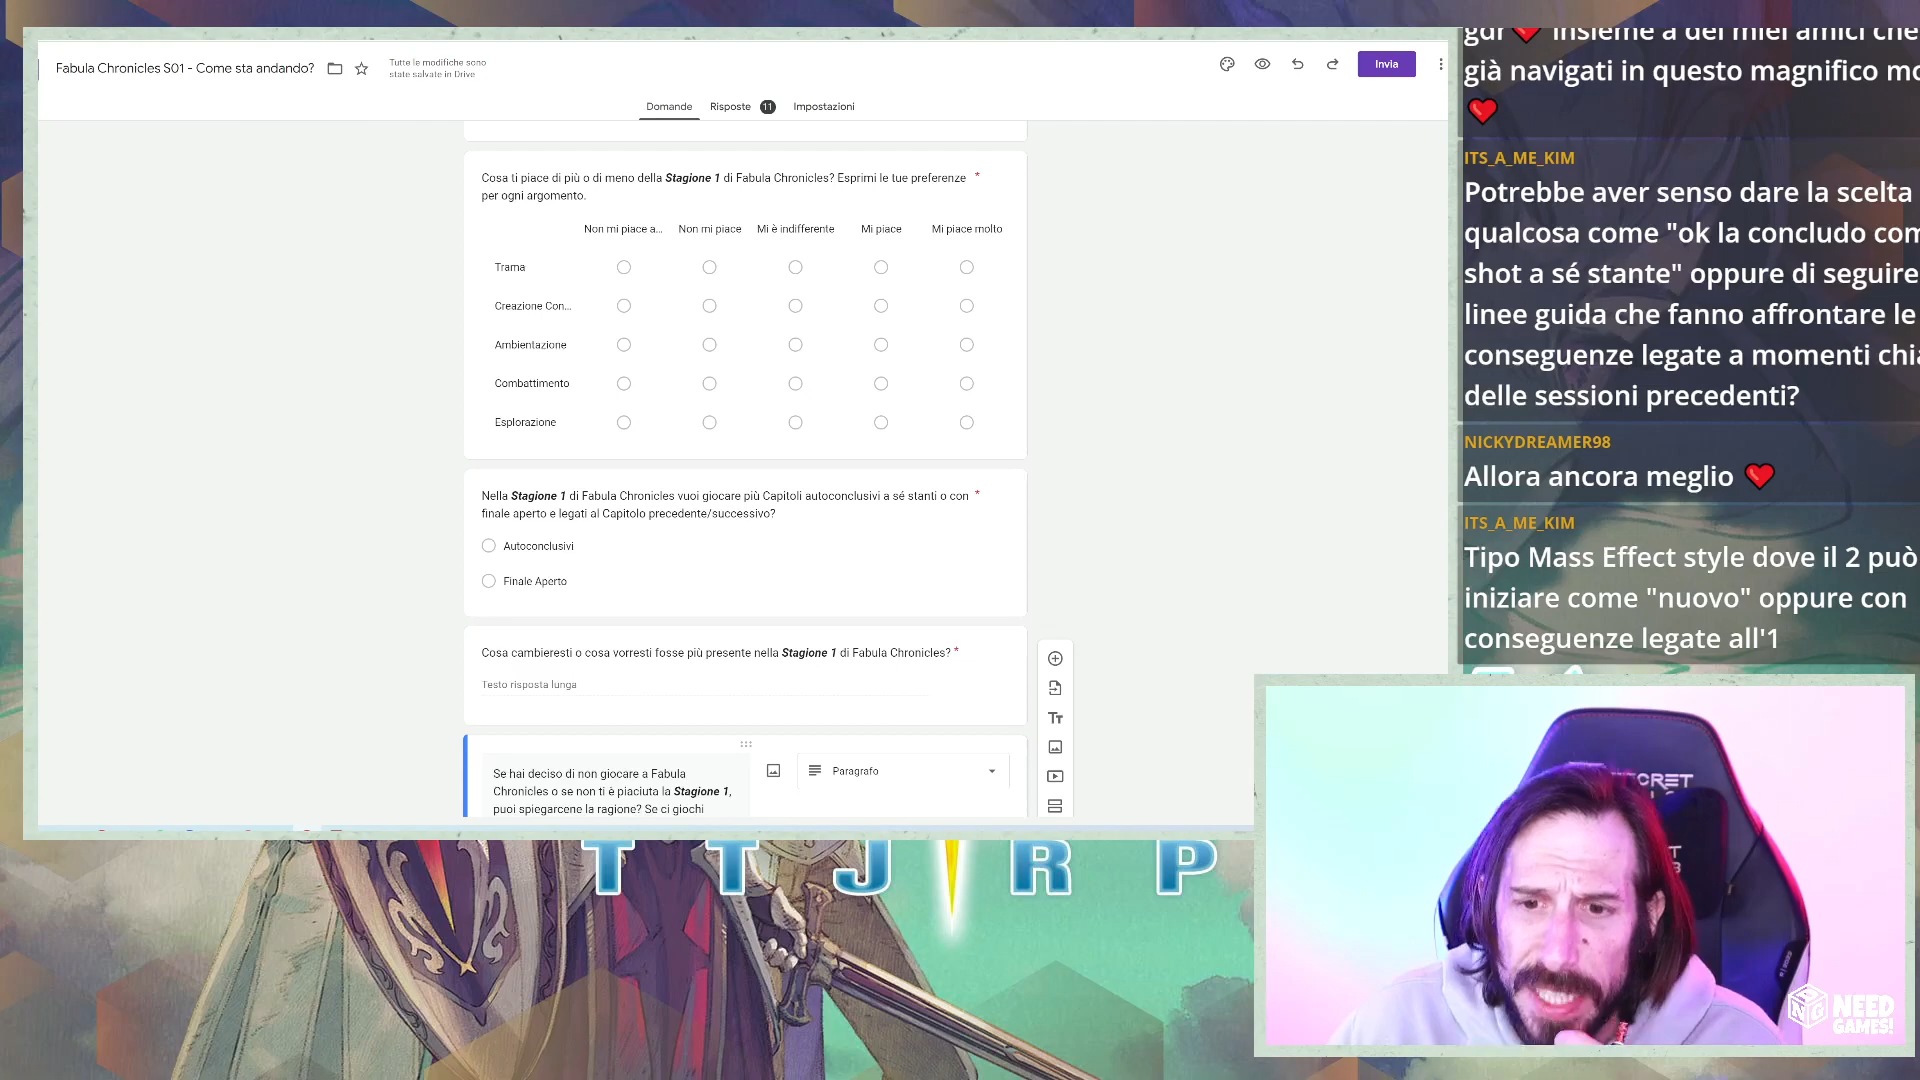 Fabula Chronicles S01 - Come sta andando?
Tutte le modifiche sono
state salvate in Drive
Invia
Domande
Risposte 11
Impostazioni
Cosa ti piace di più o di meno della Stagione 1 di Fabula Chronicles? Esprimi le tue preferenze *
per ogni argomento.
Non mi piace a... Non mi piace Mi è indifferente Mi piace Mi piace molto
Trama
Creazione Con...
Ambientazione
Combattimento
Esplorazione
Nella Stagione 1 di Fabula Chronicles vuoi giocare più Capitoli autoconclusivi a sé stanti o con *
finale aperto e legati al Capitolo precedente/successivo?
Autoconclusivi
Finale Aperto
Cosa cambieresti o cosa vorresti fosse più presente nella Stagione 1 di Fabula Chronicles? *
Testo risposta lunga
Se hai deciso di non giocare a Fabula
Chronicles o se non ti è piaciuta la Stagione 1,
puoi spiegarcene la ragione? Se ci giochi
Paragrafo
Tт
gdr insieme a dei miei amici che
già navigati in questo magnifico mo
ITS_A_ME_KIM
Potrebbe aver senso dare la scelta
qualcosa come "ok la concludo com
shot a sé stante" oppure di seguire
linee guida che fanno affrontare le
conseguenze legate a momenti chia
delle sessioni precedenti?
NICKYDREAMER98
Allora ancora meglio
ITS_A_ME_KIM
Tipo Mass Effect style dove il 2 può
iniziare come "nuovo" oppure con
conseguenze legate all'1
T T J R P
NEED
GAMES!